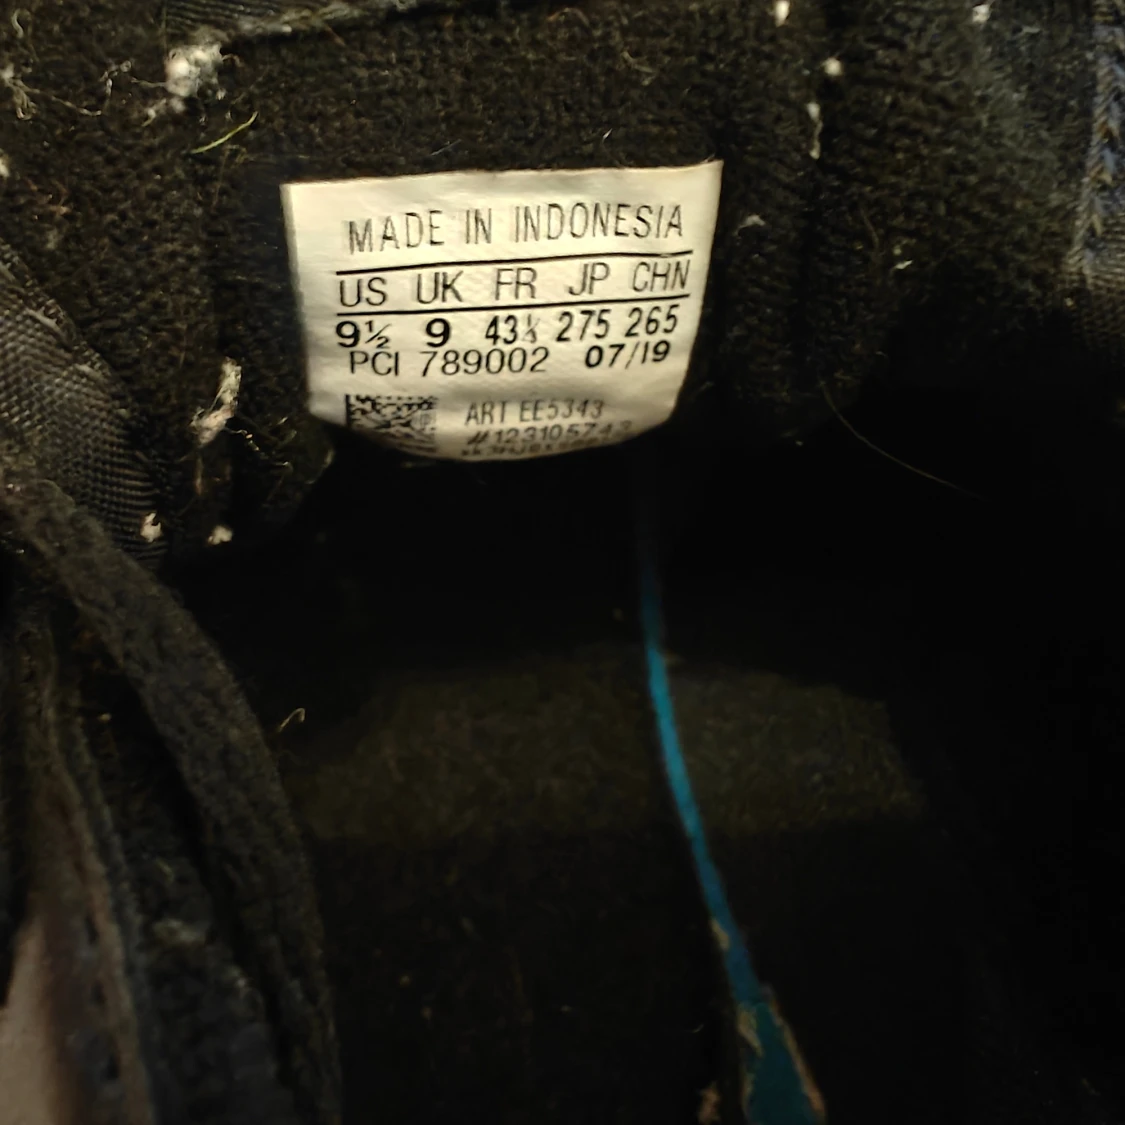 MADE IN INDONESIA
US UK FR JP CHN
9½ 9 43⅓ 275 265
PCI 789002 07/19
ART EE5343
#123105743